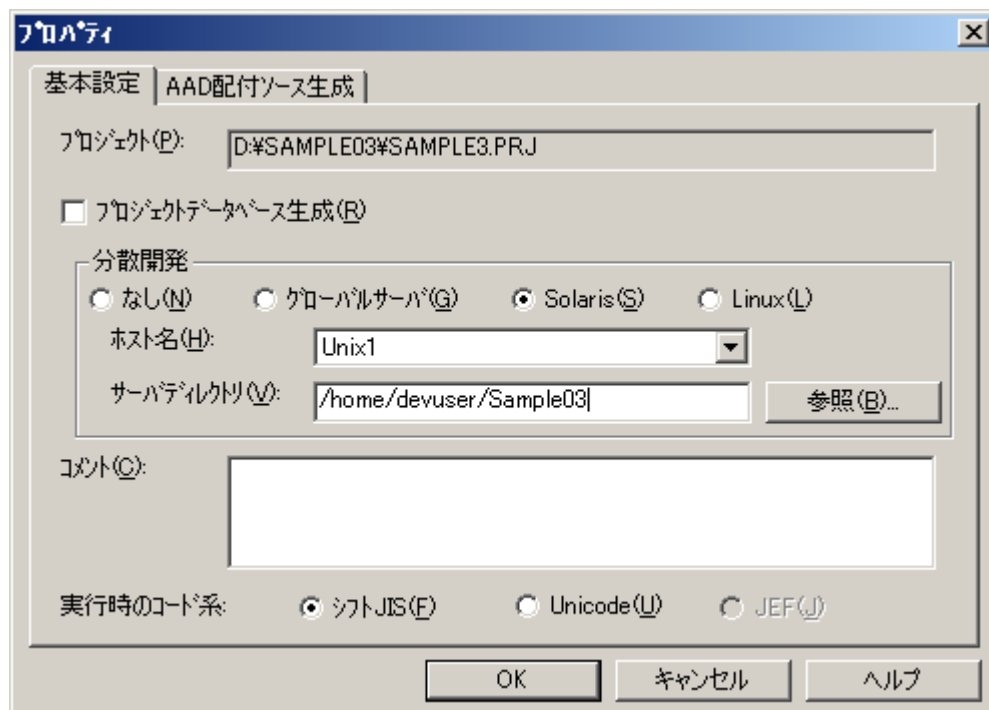 プロパティ
基本設定 AAD配付ソース生成
プロジェクト(P): D:¥SAMPLE03¥SAMPLE3.PRJ
プロジェクトデータベース生成(R)
分散開発
なし(N) グローバルサーバ(G) Solaris(S) Linux(L)
ホスト名(H): Unix1
サーバディレクトリ(V): /home/devuser/Sample03 参照(B)...
コメント(C):
実行時のコード系: シフトJIS(F) Unicode(U) JEF(J)
OK キャンセル ヘルプ